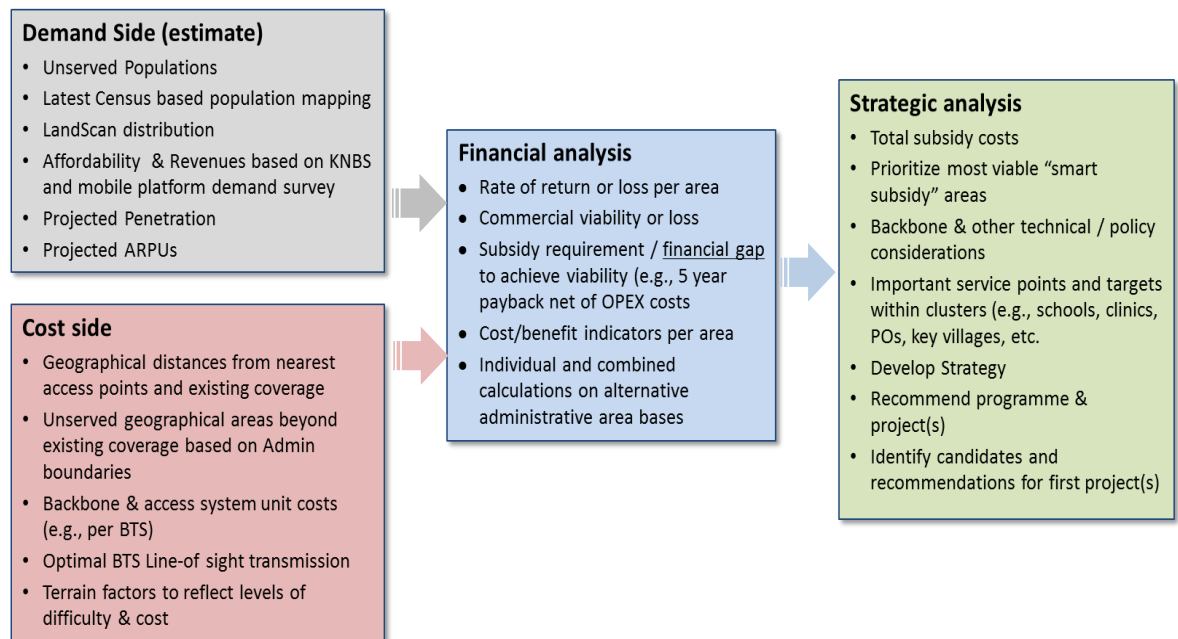 Demand Side (estimate)
• Unserved Populations
• Latest Census based population mapping
• LandScan distribution
• Affordability & Revenues based on KNBS
and mobile platform demand survey
• Projected Penetration
• Projected ARPUs
Cost side
• Geographical distances from nearest
access points and existing coverage
• Unserved geographical areas beyond
existing coverage based on Admin
boundaries
• Backbone & access system unit costs
(e.g., per BTS)
• Optimal BTS Line-of sight transmission
• Terrain factors to reflect levels of
difficulty & cost
Financial analysis
• Rate of return or loss per area
• Commercial viability or loss
• Subsidy requirement / financial gap
to achieve viability (e.g., 5 year
payback net of OPEX costs
• Cost/benefit indicators per area
• Individual and combined
calculations on alternative
administrative area bases
Strategic analysis
• Total subsidy costs
• Prioritize most viable “smart
subsidy” areas
• Backbone & other technical / policy
considerations
• Important service points and targets
within clusters (e.g., schools, clinics,
POs, key villages, etc.
• Develop Strategy
• Recommend programme &
project(s)
• Identify candidates and
recommendations for first project(s)